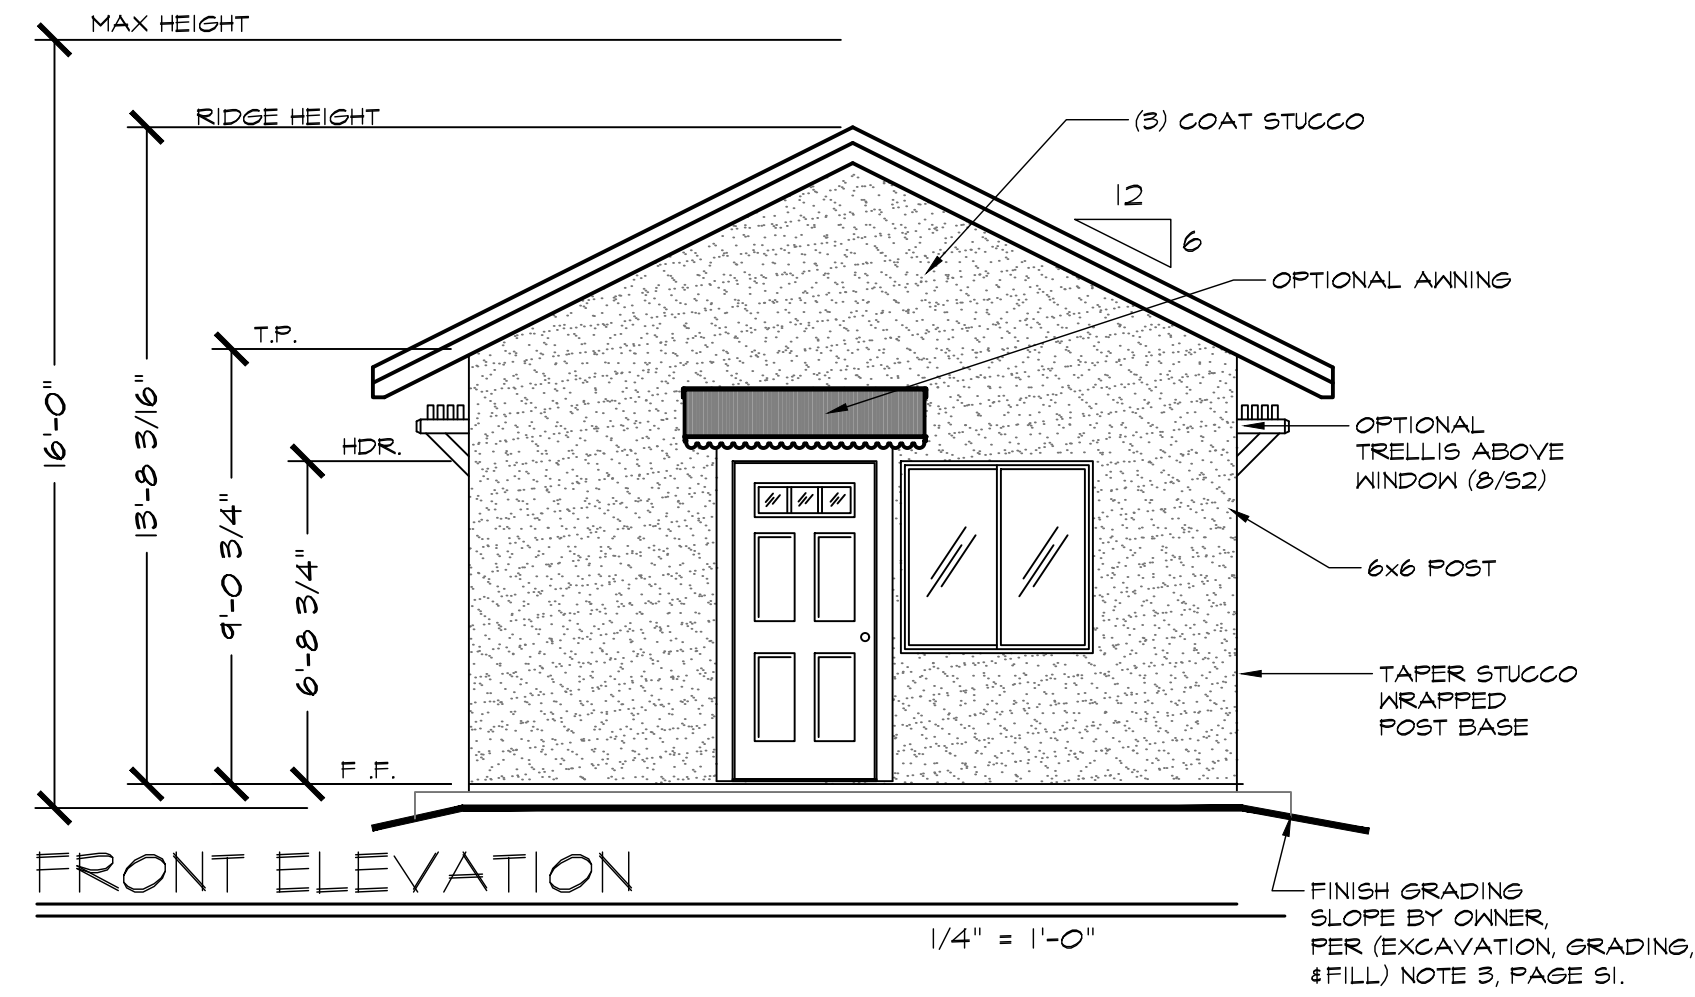 MAX HEIGHT
RIDGE HEIGHT
(3) COAT STUCCO
12
6
OPTIONAL AWNING
T.P.
HDR.
16'-0"
13'-8 3/16"
9'-0 3/4"
6'-8 3/4"
OPTIONAL
TRELLIS ABOVE
WINDOW (8/S2)
6x6 POST
TAPER STUCCO
WRAPPED
POST BASE
F .F.
FRONT ELEVATION
1/4" = 1'-0"
FINISH GRADING
SLOPE BY OWNER,
PER (EXCAVATION, GRADING,
&FILL) NOTE 3, PAGE S1.